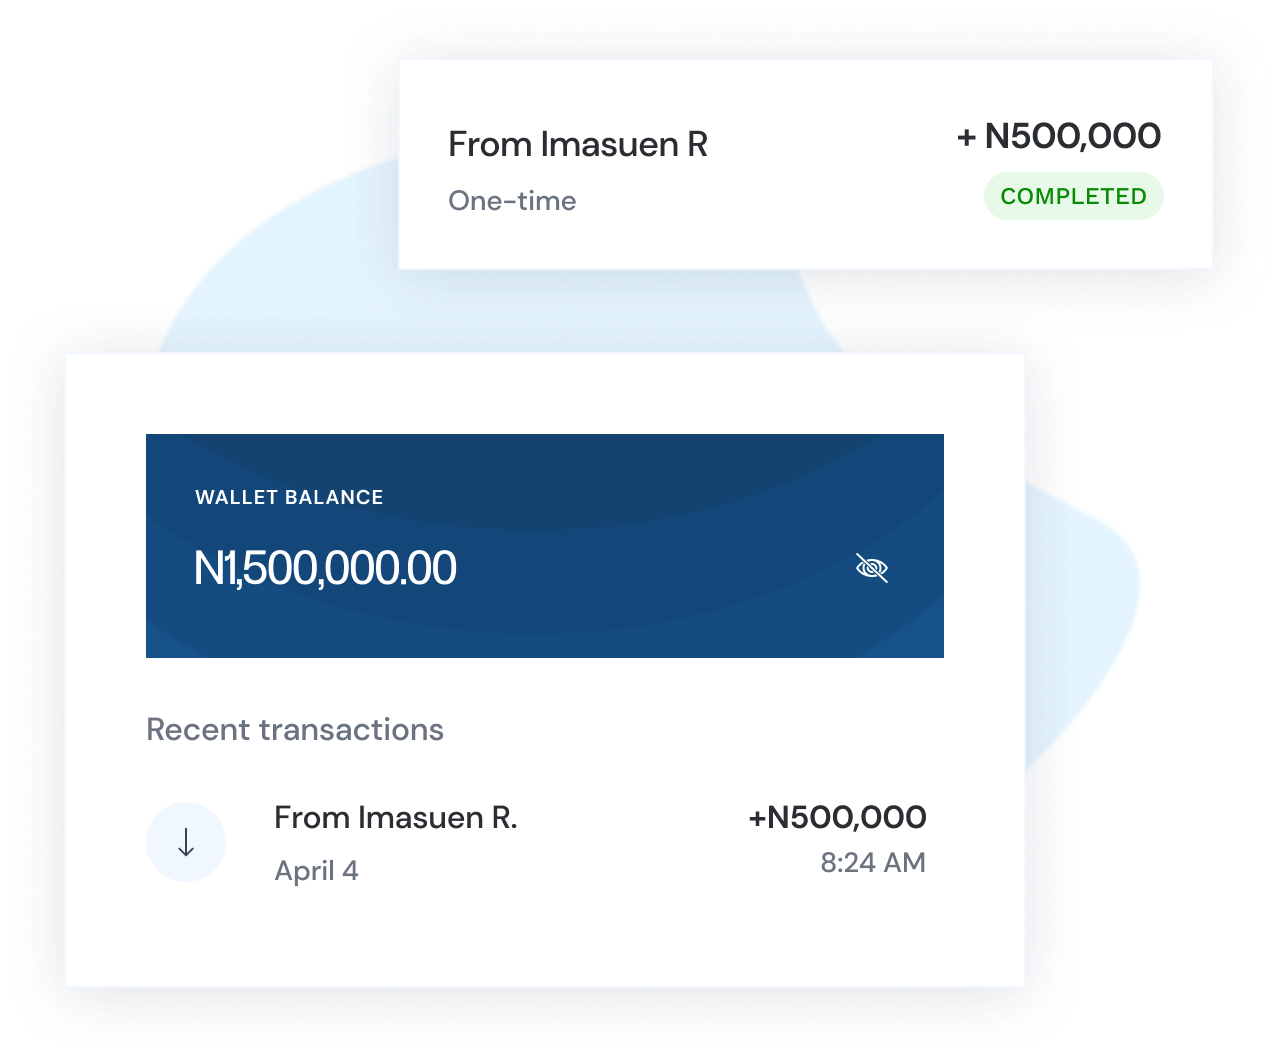 From Imasuen R
+ N500,000
One-time
COMPLETED
WALLET BALANCE
N1,500,000.00
Recent transactions
From Imasuen R.
+N500,000
April 4
8:24 AM